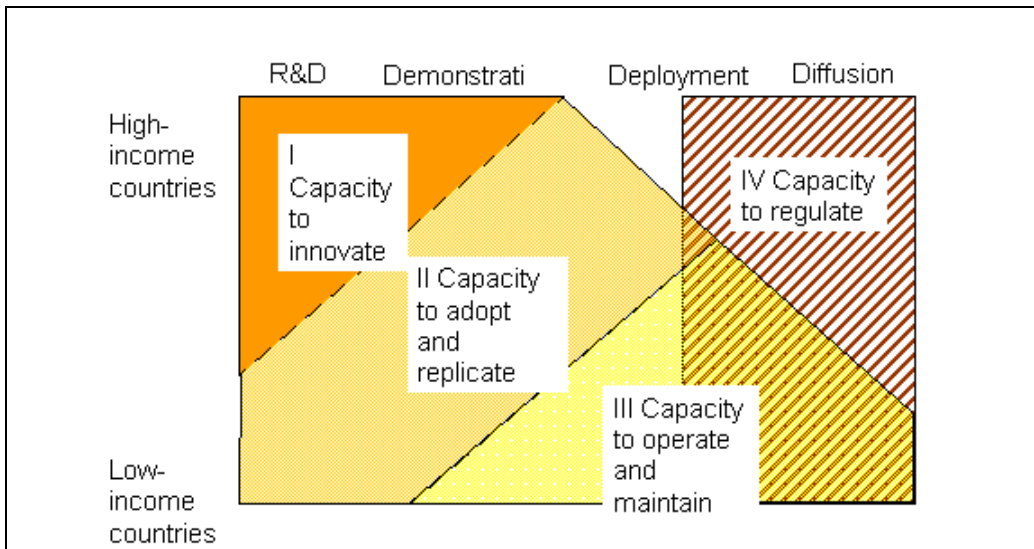 R&D Demonstrati Deployment Diffusion
High-
income
countries
I
Capacity
to
innovate
IV Capacity
to regulate
II Capacity
to adopt
and
replicate
III Capacity
to operate
and
maintain
Low-
income
countries